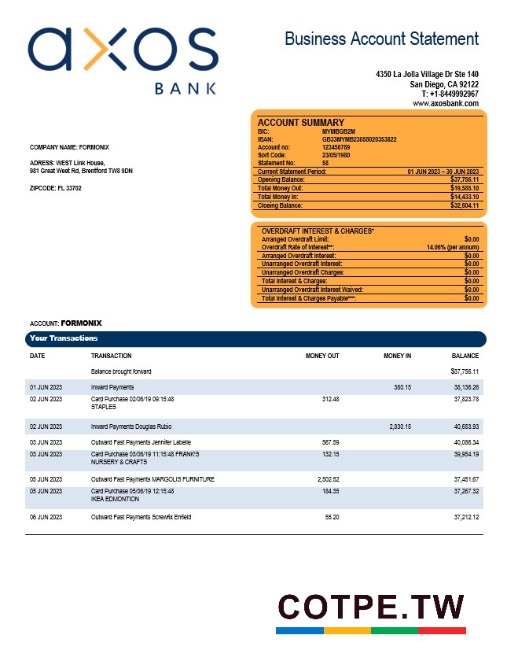 axos
BANK
Business Account Statement
4350 La Jolla Village Dr Ste 140
San Diego, CA 92122
T: +1-8449992967
www.axosbank.com
ACCOUNT SUMMARY
BIC: MYMBGB2M
IBAN: GB33MYMB23058020353822
Account no: 123456789
Sort Code: 23/05/1980
Statement No: 58
Current Statement Period: 01 JUN 2023 – 30 JUN 2023
Opening Balance: $37,756.11
Total Money Out: $19,585.10
Total Money In: $14,433.10
Closing Balance: $32,604.11
COMPANY NAME: FORMONIX
ADRESS: WEST Link House,
981 Great West Rd, Brentford TW8 9DN
ZIPCODE: FL 33702
OVERDRAFT INTEREST & CHARGES*
Arranged Overdraft Limit: $0.00
Overdraft Rate of Interest**: 14.06% (per annum)
Arranged Overdraft Interest: $0.00
Unarranged Overdraft Interest: $0.00
Unarranged Overdraft Charges: $0.00
Total Interest & Charges: $0.00
Unarranged Overdraft Interest Waived: $0.00
Total Interest & Charges Payable***: $0.00
ACCOUNT: FORMONIX
Your Transactions
DATE TRANSACTION MONEY OUT MONEY IN BALANCE
Balance brought forward $37,756.11
01 JUN 2023 Inward Payments 380.15 38,136.26
02 JUN 2023 Card Purchase 02/06/19 09:15:48 312.48 37,823.78
STAPLES
02 JUN 2023 Inward Payments Douglas Rubio 2,830.15 40,653.93
03 JUN 2023 Outward Fast Payments Jennifer Labelle 567.59 40,086.34
03 JUN 2023 Card Purchase 03/06/19 11:15:48 FRANK'S 132.15 39,954.19
NURSERY & CRAFTS
05 JUN 2023 Outward Fast Payments MARGOLIS FURNITURE 2,502.52 37,451.67
05 JUN 2023 Card Purchase 05/06/19 12:15:48 184.35 37,267.32
IKEA EDMONTION
06 JUN 2023 Outward Fast Payments Screwfix Enfield 55.20 37,212.12
COTPE.TW